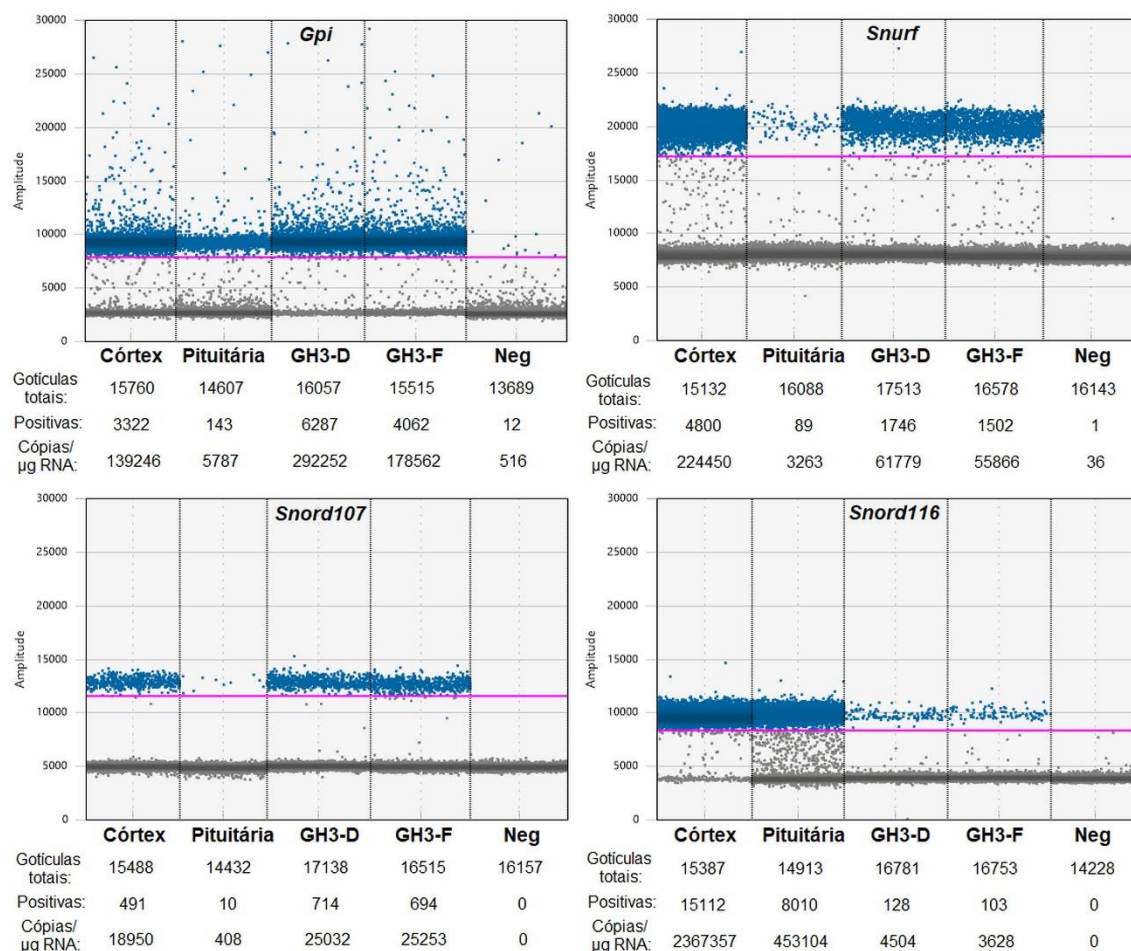 Gpi
30000
25000
20000
15000
10000
5000
0
Amplitude
Córtex Pituitária GH3-D GH3-F Neg
Gotículas totais: 15760 14607 16057 15515 13689
Positivas: 3322 143 6287 4062 12
Cópias/ µg RNA: 139246 5787 292252 178562 516
Snurf
30000
25000
20000
15000
10000
5000
0
Amplitude
Córtex Pituitária GH3-D GH3-F Neg
Gotículas totais: 15132 16088 17513 16578 16143
Positivas: 4800 89 1746 1502 1
Cópias/ µg RNA: 224450 3263 61779 55866 36
Snord107
30000
25000
20000
15000
10000
5000
0
Amplitude
Córtex Pituitária GH3-D GH3-F Neg
Gotículas totais: 15488 14432 17138 16515 16157
Positivas: 491 10 714 694 0
Cópias/ µg RNA: 18950 408 25032 25253 0
Snord116
30000
25000
20000
15000
10000
5000
0
Amplitude
Córtex Pituitária GH3-D GH3-F Neg
Gotículas totais: 15387 14913 16781 16753 14228
Positivas: 15112 8010 128 103 0
Cópias/ µg RNA: 2367357 453104 4504 3628 0